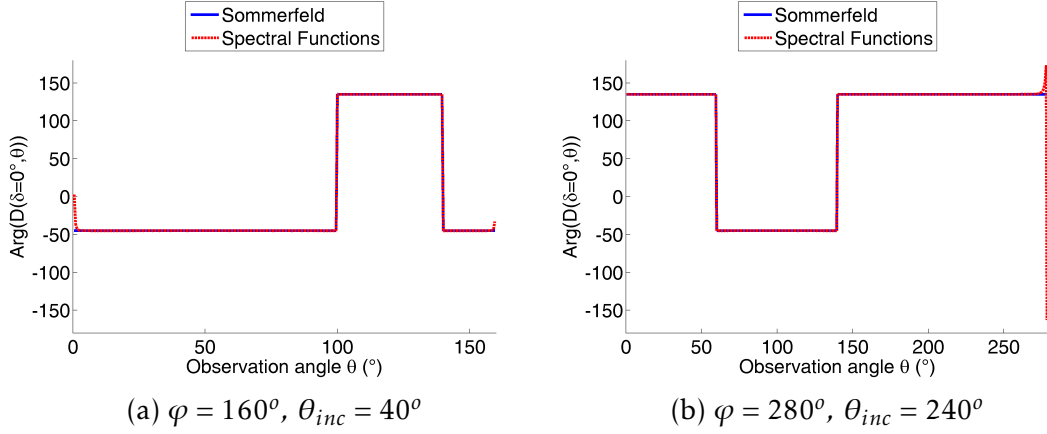 Sommerfeld
Spectral Functions
Arg(D(δ=0°,θ))
150
100
50
0
-50
-100
-150
0
50
100
150
Observation angle θ (°)
(a) φ = 160°, θinc = 40°
Sommerfeld
Spectral Functions
Arg(D(δ=0°,θ))
150
100
50
0
-50
-100
-150
0
50
100
150
200
250
Observation angle θ (°)
(b) φ = 280°, θinc = 240°